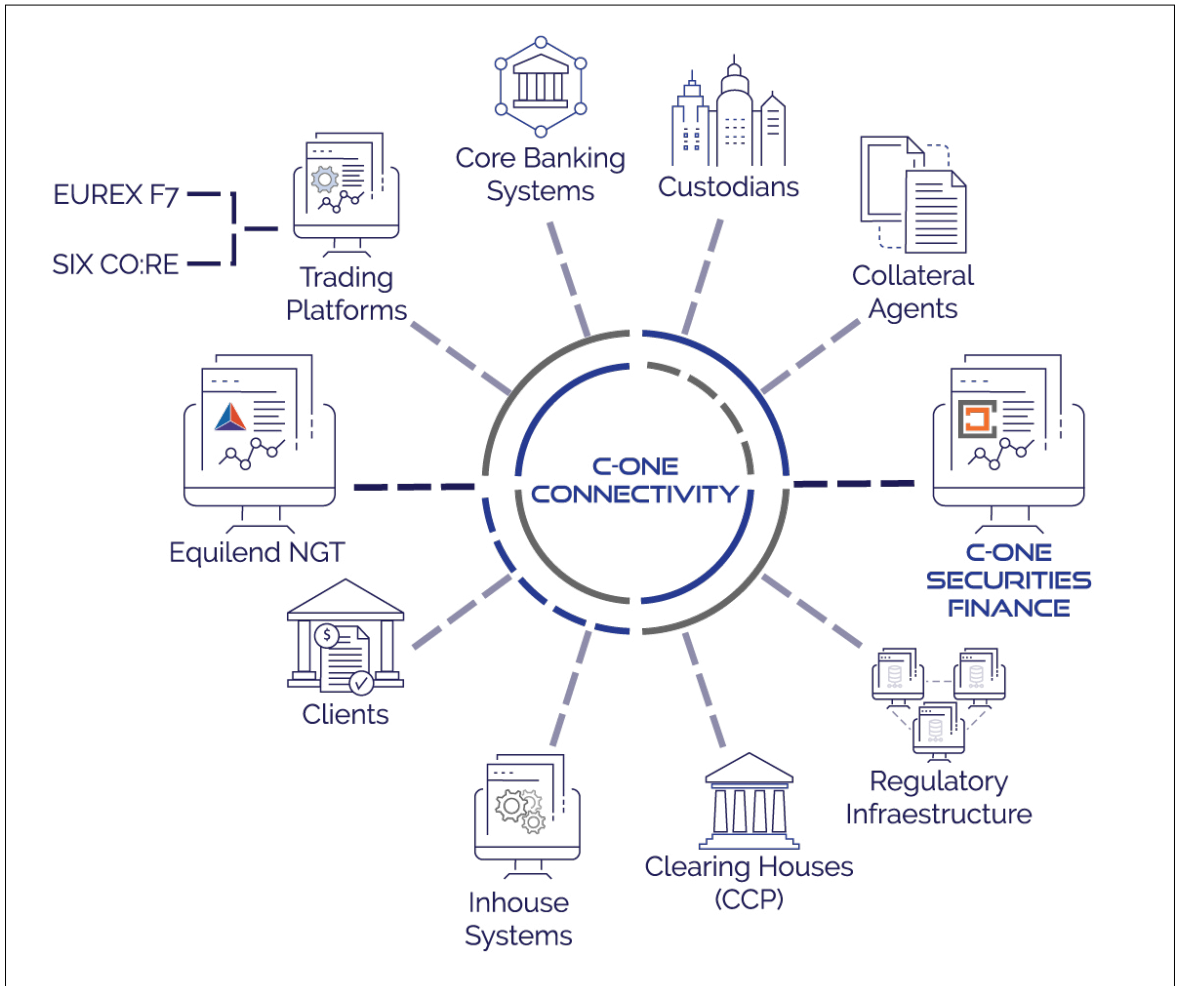 Core Banking
Systems
Custodians
EUREX F7
SIX CO:RE
Trading
Platforms
Collateral
Agents
C-ONE
CONNECTIVITY
Equilend NGT
C-ONE
SECURITIES
FINANCE
$
Clients
Regulatory
Infraestructure
Clearing Houses
(CCP)
Inhouse
Systems